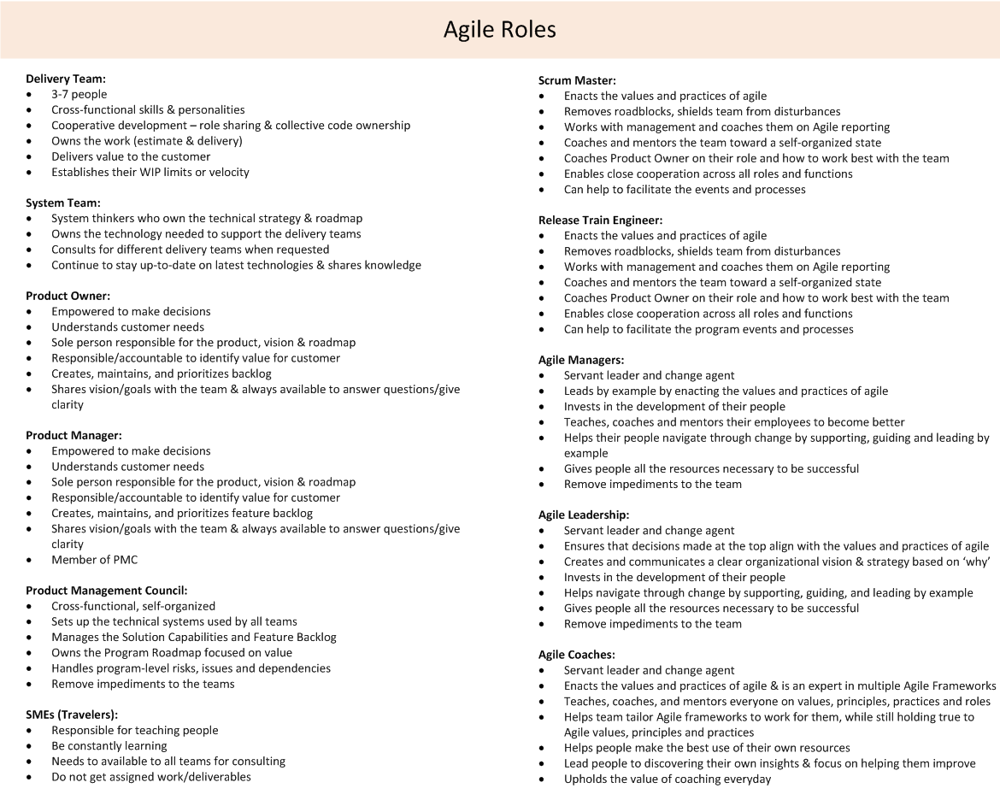 Agile Roles
Delivery Team:
• 3-7 people
• Cross-functional skills & personalities
• Cooperative development – role sharing & collective code ownership
• Owns the work (estimate & delivery)
• Delivers value to the customer
• Establishes their WIP limits or velocity
System Team:
• System thinkers who own the technical strategy & roadmap
• Owns the technology needed to support the delivery teams
• Consults for different delivery teams when requested
• Continue to stay up-to-date on latest technologies & shares knowledge
Product Owner:
• Empowered to make decisions
• Understands customer needs
• Sole person responsible for the product, vision & roadmap
• Responsible/accountable to identify value for customer
• Creates, maintains, and prioritizes backlog
• Shares vision/goals with the team & always available to answer questions/give
clarity
Product Manager:
• Empowered to make decisions
• Understands customer needs
• Sole person responsible for the product, vision & roadmap
• Responsible/accountable to identify value for customer
• Creates, maintains, and prioritizes feature backlog
• Shares vision/goals with the team & always available to answer questions/give
clarity
• Member of PMC
Product Management Council:
• Cross-functional, self-organized
• Sets up the technical systems used by all teams
• Manages the Solution Capabilities and Feature Backlog
• Owns the Program Roadmap focused on value
• Handles program-level risks, issues and dependencies
• Remove impediments to the teams
SMEs (Travelers):
• Responsible for teaching people
• Be constantly learning
• Needs to available to all teams for consulting
• Do not get assigned work/deliverables
Scrum Master:
• Enacts the values and practices of agile
• Removes roadblocks, shields team from disturbances
• Works with management and coaches them on Agile reporting
• Coaches and mentors the team toward a self-organized state
• Coaches Product Owner on their role and how to work best with the team
• Enables close cooperation across all roles and functions
• Can help to facilitate the events and processes
Release Train Engineer:
• Enacts the values and practices of agile
• Removes roadblocks, shields team from disturbances
• Works with management and coaches them on Agile reporting
• Coaches and mentors the team toward a self-organized state
• Coaches Product Owner on their role and how to work best with the team
• Enables close cooperation across all roles and functions
• Can help to facilitate the program events and processes
Agile Managers:
• Servant leader and change agent
• Leads by example by enacting the values and practices of agile
• Invests in the development of their people
• Teaches, coaches and mentors their employees to become better
• Helps their people navigate through change by supporting, guiding and leading by
example
• Gives people all the resources necessary to be successful
• Remove impediments to the team
Agile Leadership:
• Servant leader and change agent
• Ensures that decisions made at the top align with the values and practices of agile
• Creates and communicates a clear organizational vision & strategy based on ‘why’
• Invests in the development of their people
• Helps navigate through change by supporting, guiding, and leading by example
• Gives people all the resources necessary to be successful
• Remove impediments to the team
Agile Coaches:
• Servant leader and change agent
• Enacts the values and practices of agile & is an expert in multiple Agile Frameworks
• Teaches, coaches, and mentors everyone on values, principles, practices and roles
• Helps team tailor Agile frameworks to work for them, while still holding true to
Agile values, principles and practices
• Helps people make the best use of their own resources
• Lead people to discovering their own insights & focus on helping them improve
• Upholds the value of coaching everyday